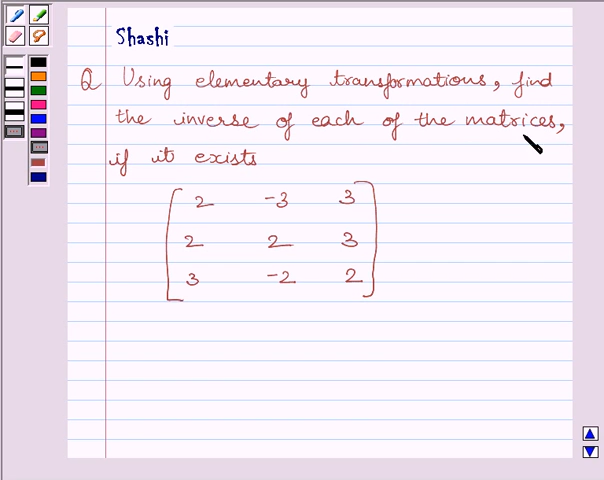 Shashi
Q Using elementary transformations, find
the inverse of each of the matrices,
if it exists
2 -3 3
2 2 3
3 -2 2